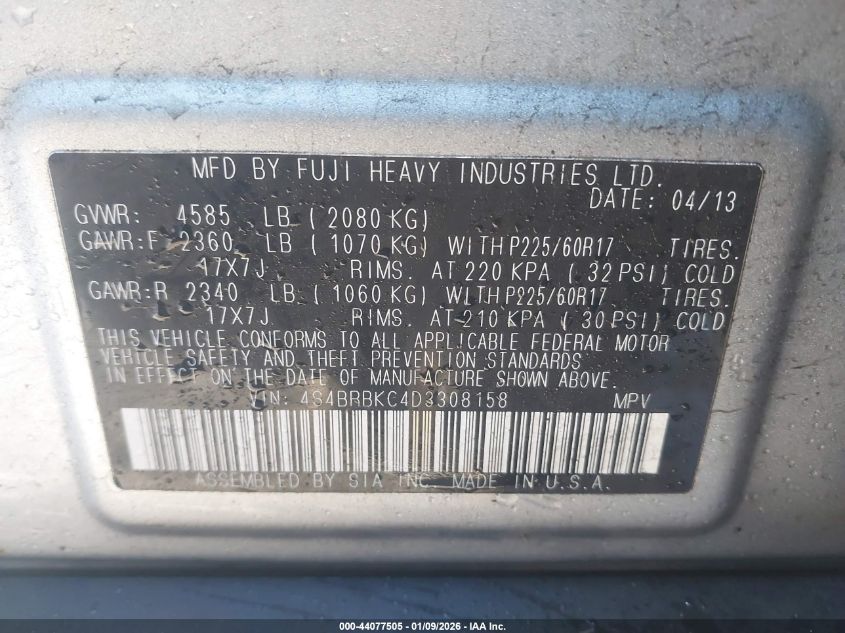 MFD BY FUJI HEAVY INDUSTRIES LTD.
DATE: 04/13
GVWR: 4585 LB ( 2080 KG)
GAWR:F 2360 LB ( 1070 KG) WITH P225/60R17 TIRES.
17X7J RIMS. AT 220 KPA ( 32 PSI) COLD
GAWR:R 2340 LB ( 1060 KG) WITH P225/60R17 TIRES.
17X7J RIMS. AT 210 KPA ( 30 PSI) COLD
THIS VEHICLE CONFORMS TO ALL APPLICABLE FEDERAL MOTOR
VEHICLE SAFETY AND THEFT PREVENTION STANDARDS
IN EFFECT ON THE DATE OF MANUFACTURE SHOWN ABOVE.
VIN: 4S4BRBKC4D3308158 MPV
ASSEMBLED BY SIA INC. MADE IN U.S.A.
000-44077505 - 01/09/2026 - IAA Inc.